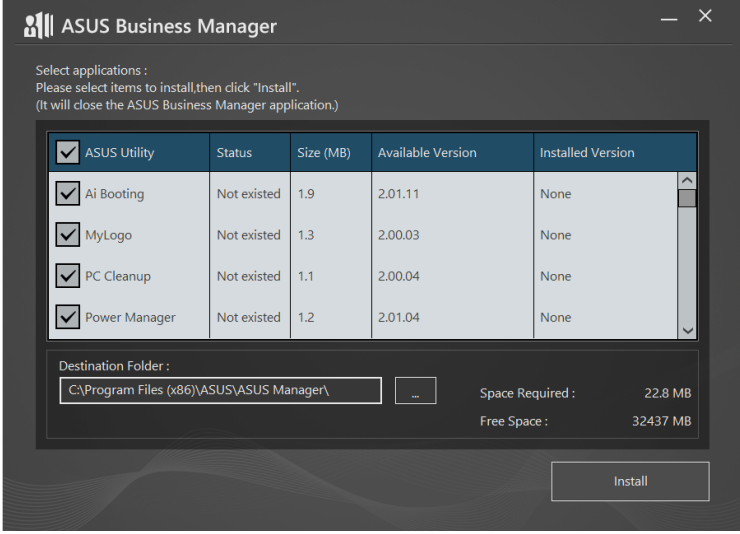 ASUS Business Manager
Select applications :
Please select items to install,then click "Install".
(It will close the ASUS Business Manager application.)
ASUS Utility Status Size (MB) Available Version Installed Version
Ai Booting Not existed 1.9 2.01.11 None
MyLogo Not existed 1.3 2.00.03 None
PC Cleanup Not existed 1.1 2.00.04 None
Power Manager Not existed 1.2 2.01.04 None
Destination Folder :
C:\Program Files (x86)\ASUS\ASUS Manager\ ...
Space Required : 22.8 MB
Free Space : 32437 MB
Install